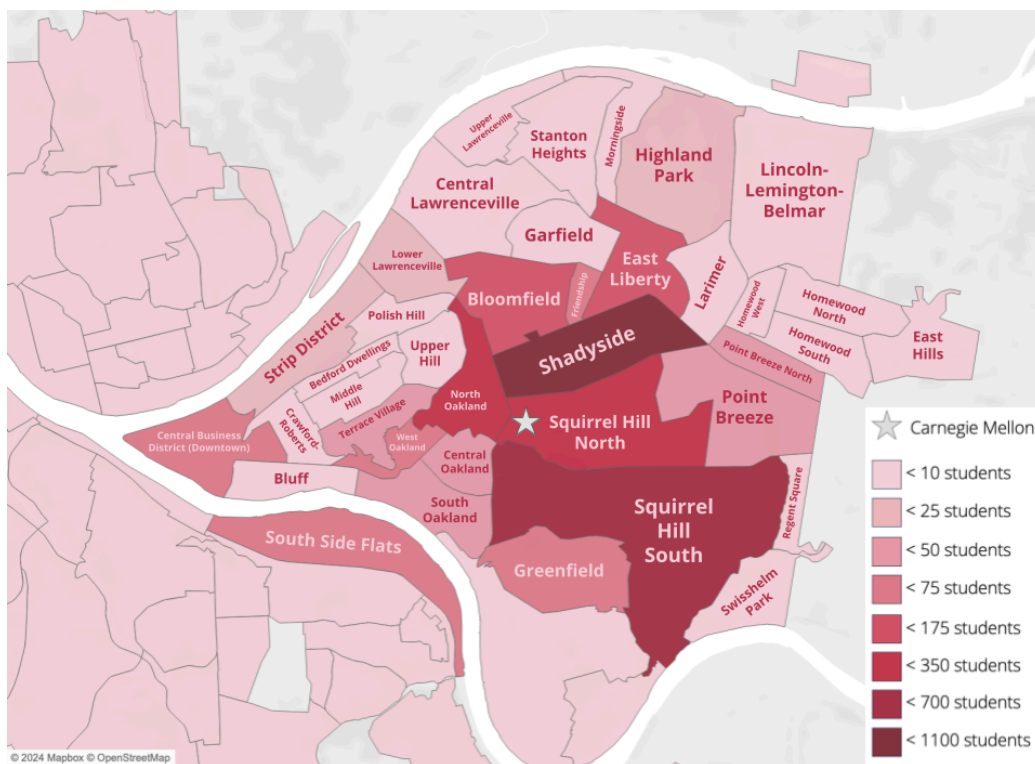 Upper
Lawrenceville
Stanton
Heights
Morningside
Highland
Park
Lincoln-
Lemington-
Belmar
Central
Lawrenceville
Garfield
East
Liberty
Larimer
Lower
Lawrenceville
Bloomfield
Friendship
Homewood
West
Homewood
North
Homewood
South
East
Hills
Strip District
Polish Hill
Upper
Hill
Bedford Dwellings
Middle
Hill
Shadyside
Point Breeze North
Point
Breeze
North
Oakland
Crawford-
Roberts
Terrace Village
West
Oakland
Squirrel Hill
North
Central Business
District (Downtown)
Central
Oakland
Bluff
South
Oakland
Squirrel
Hill
South
Regent Square
South Side Flats
Greenfield
Swisshelm
Park
Carnegie Mellon
< 10 students
< 25 students
< 50 students
< 75 students
< 175 students
< 350 students
< 700 students
< 1100 students
© 2024 Mapbox © OpenStreetMap